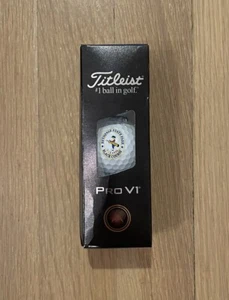 Titleist
#1 ball in golf.
PRO V1